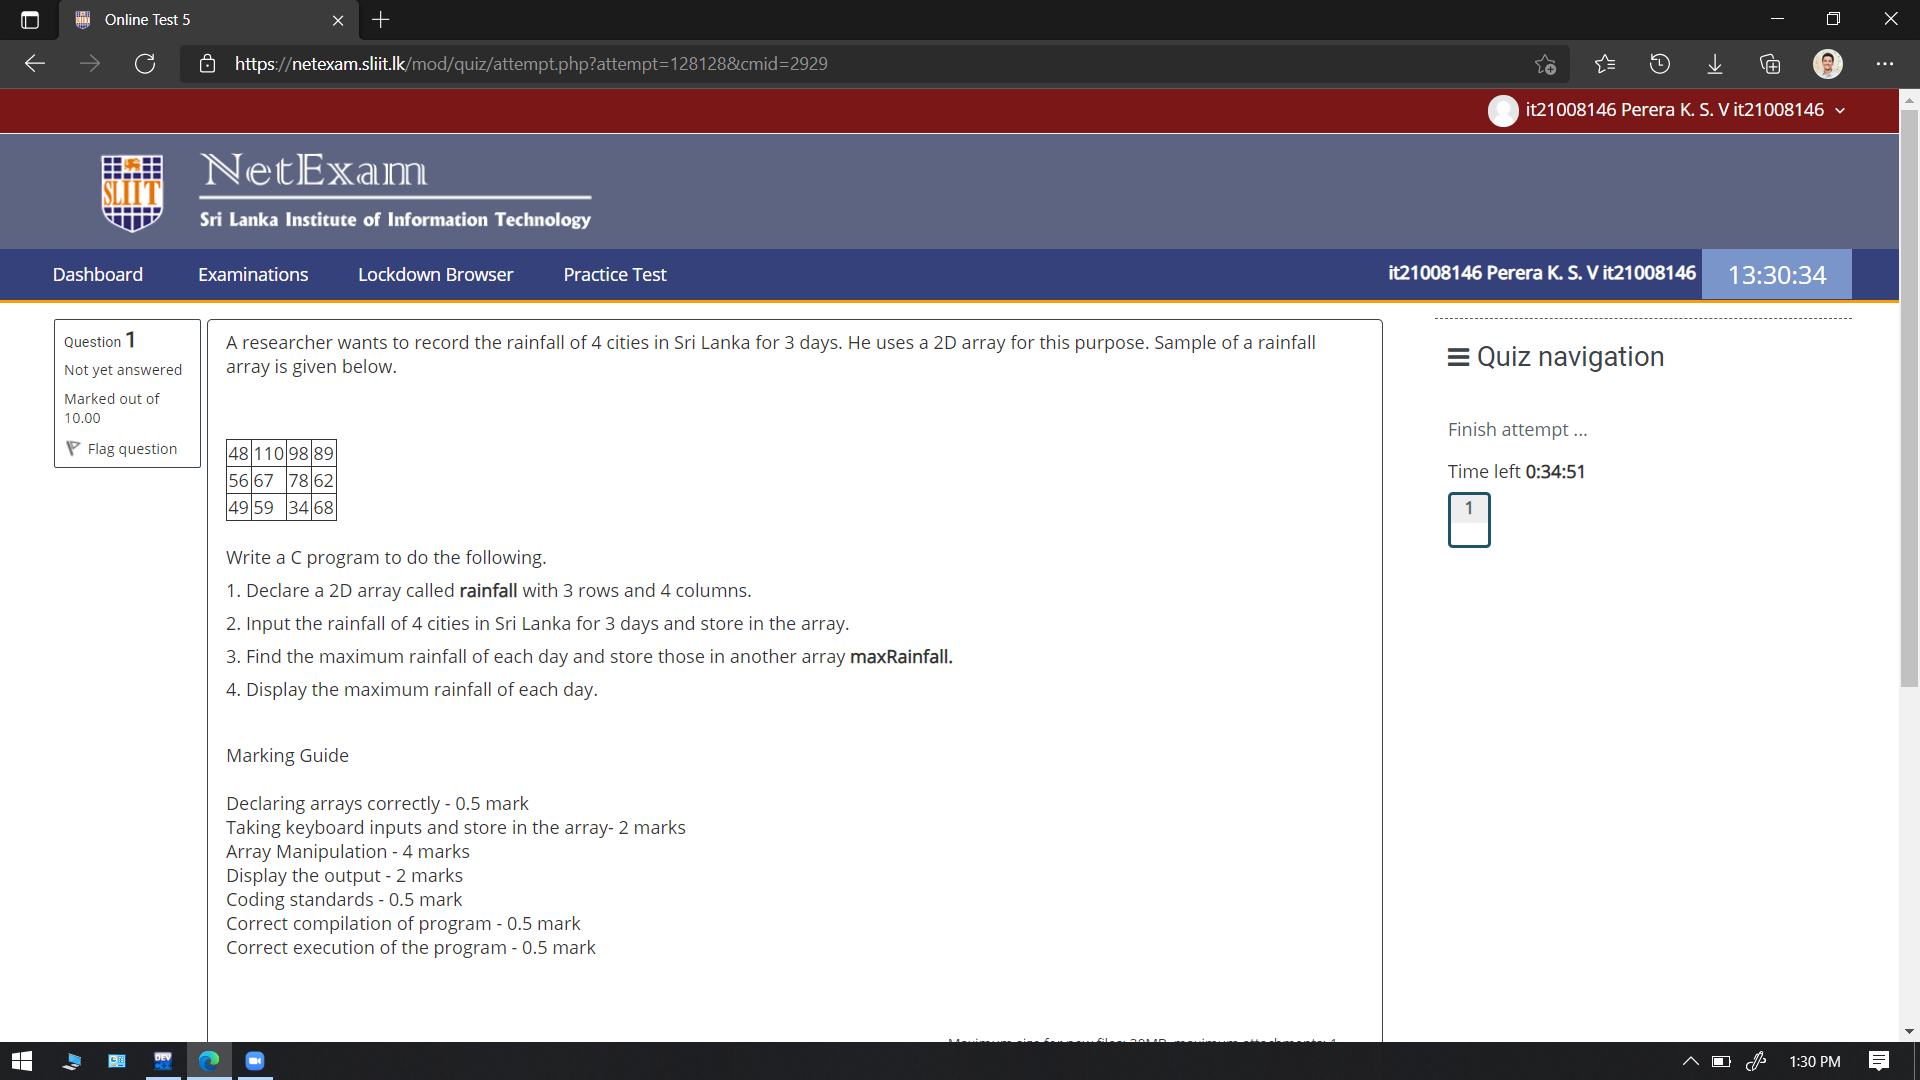 Online Test 5
https://netexam.sliit.lk/mod/quiz/attempt.php?attempt=128128&cmid=2929
it21008146 Perera K. S. V it21008146
SLIIT
NetExam
Sri Lanka Institute of Information Technology
Dashboard Examinations Lockdown Browser Practice Test it21008146 Perera K. S. V it21008146 13:30:34
Question 1
Not yet answered
Marked out of
10.00
Flag question
A researcher wants to record the rainfall of 4 cities in Sri Lanka for 3 days. He uses a 2D array for this purpose. Sample of a rainfall
array is given below.
48 110 98 89
56 67 78 62
49 59 34 68
Write a C program to do the following.
1. Declare a 2D array called rainfall with 3 rows and 4 columns.
2. Input the rainfall of 4 cities in Sri Lanka for 3 days and store in the array.
3. Find the maximum rainfall of each day and store those in another array maxRainfall.
4. Display the maximum rainfall of each day.
Marking Guide
Declaring arrays correctly - 0.5 mark
Taking keyboard inputs and store in the array- 2 marks
Array Manipulation - 4 marks
Display the output - 2 marks
Coding standards - 0.5 mark
Correct compilation of program - 0.5 mark
Correct execution of the program - 0.5 mark
Quiz navigation
Finish attempt ...
Time left 0:34:51
1
DEV
1:30 PM